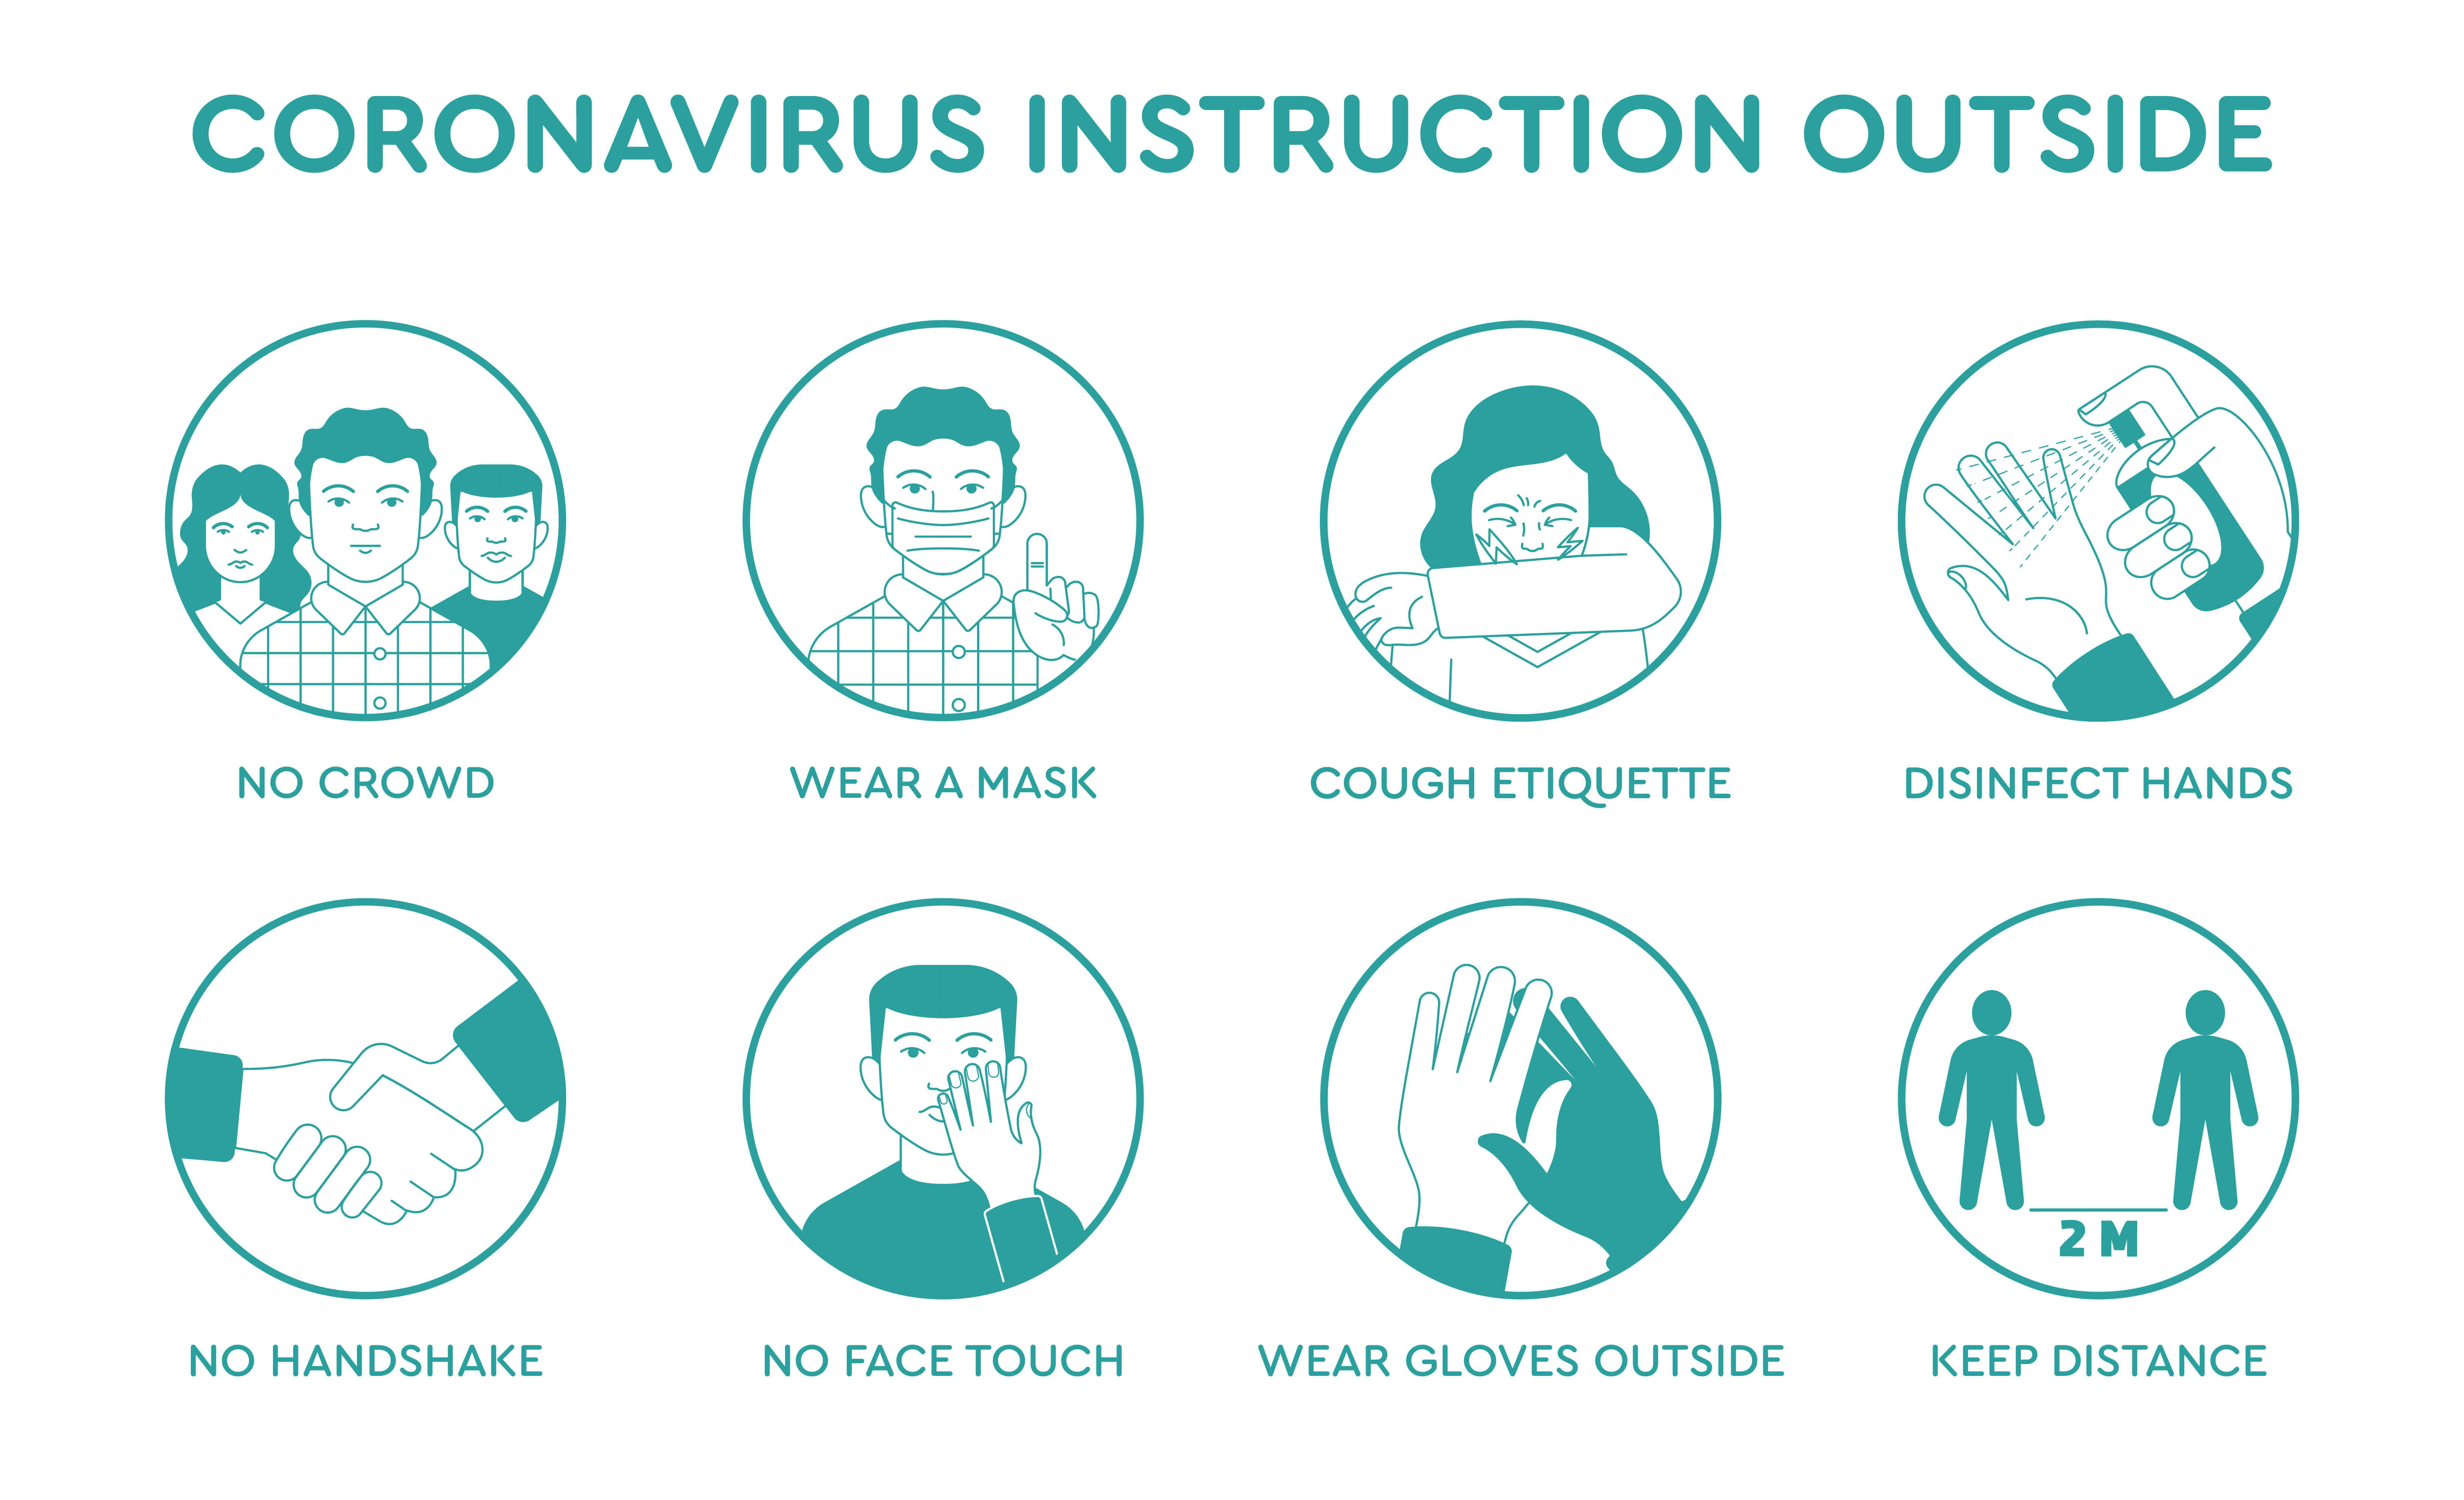 CORONAVIRUS INSTRUCTION OUTSIDE
NO CROWD
WEAR A MASK
COUGH ETIQUETTE
DISINFECT HANDS
2 M
NO HANDSHAKE
NO FACE TOUCH
WEAR GLOVES OUTSIDE
KEEP DISTANCE